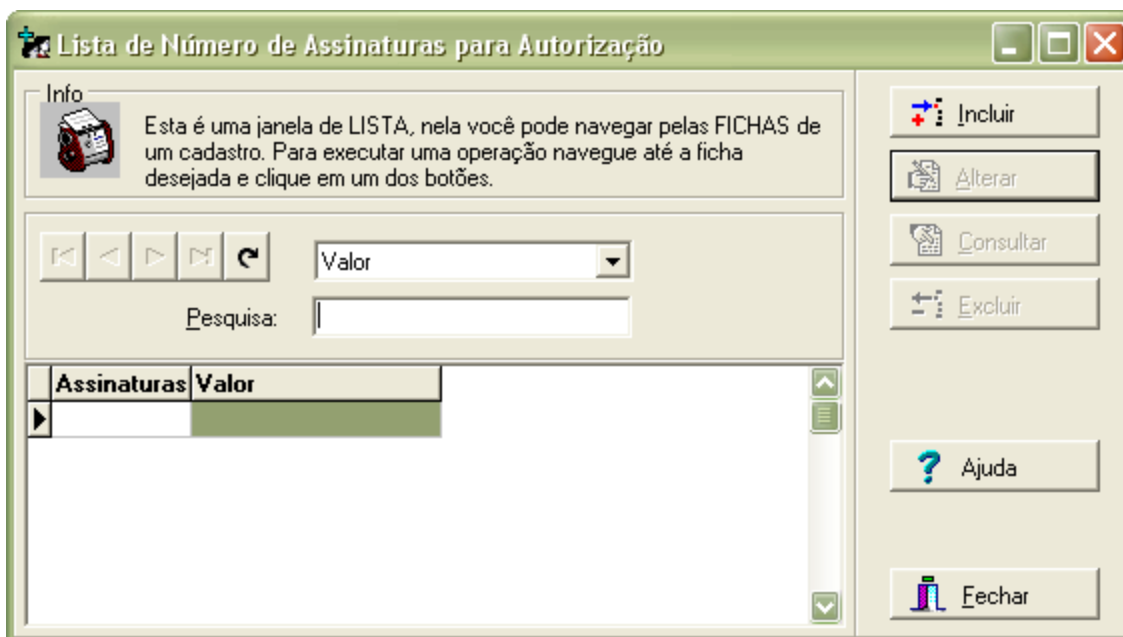 Lista de Número de Assinaturas para Autorização
Info
Esta é uma janela de LISTA, nela você pode navegar pelas FICHAS de
um cadastro. Para executar uma operação navegue até a ficha
desejada e clique em um dos botões.
Valor
Pesquisa:
Assinaturas Valor
Incluir
Alterar
Consultar
Excluir
Ajuda
Fechar